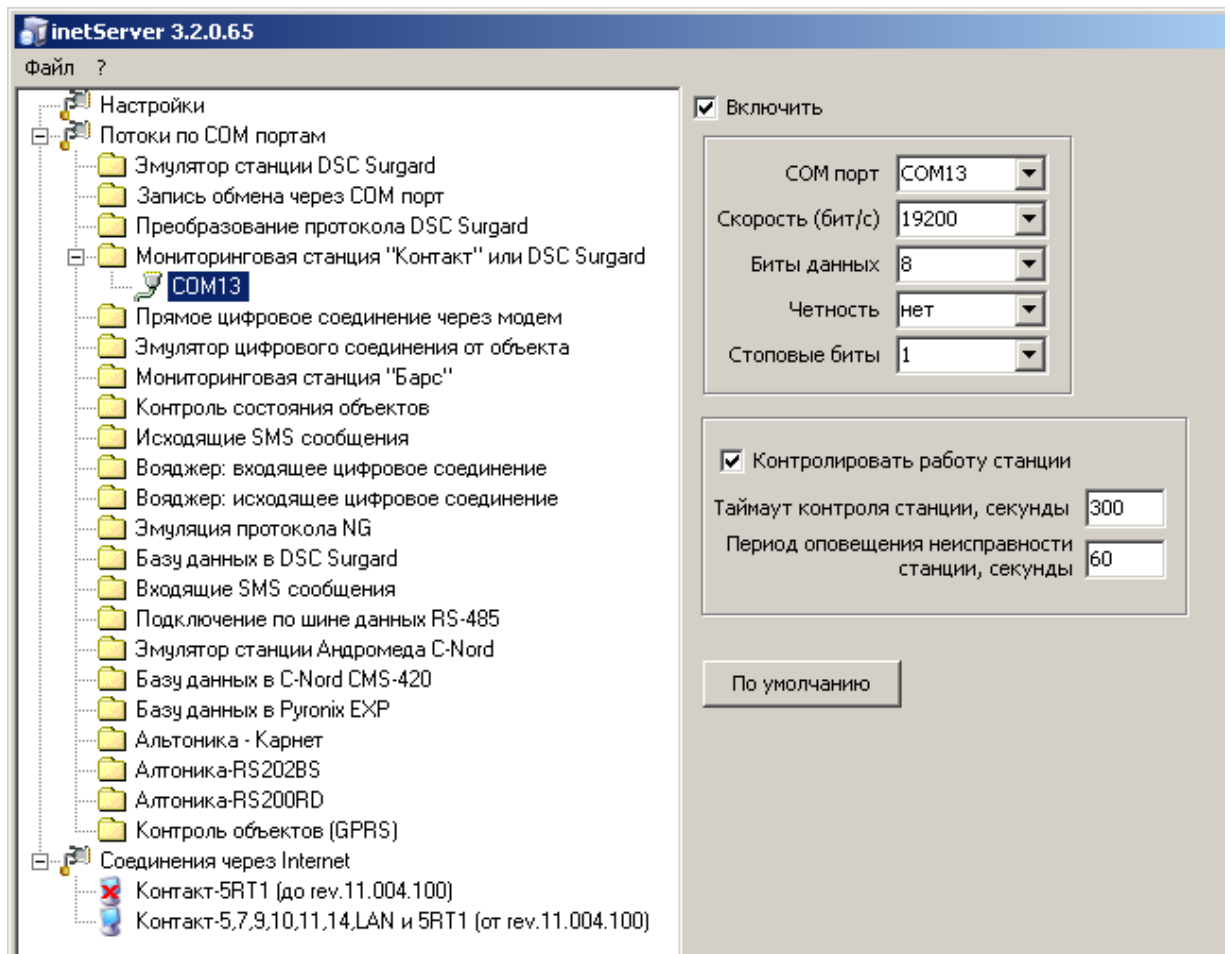 inetServer 3.2.0.65
Файл ?
Настройки
Потоки по COM портам
Эмулятор станции DSC Surgard
Запись обмена через COM порт
Преобразование протокола DSC Surgard
Мониторинговая станция "Контакт" или DSC Surgard
COM13
Прямое цифровое соединение через модем
Эмулятор цифрового соединения от объекта
Мониторинговая станция "Барс"
Контроль состояния объектов
Исходящие SMS сообщения
Вояджер: входящее цифровое соединение
Вояджер: исходящее цифровое соединение
Эмуляция протокола NG
Базу данных в DSC Surgard
Входящие SMS сообщения
Подключение по шине данных RS-485
Эмулятор станции Андромеда C-Nord
Базу данных в C-Nord CMS-420
Базу данных в Pyronix EXP
Альтоника - Карнет
Алтоника-RS202BS
Алтоника-RS200RD
Контроль объектов (GPRS)
Соединения через Internet
Контакт-5RT1 (до rev.11.004.100)
Контакт-5,7,9,10,11,14,LAN и 5RT1 (от rev.11.004.100)
Включить
COM порт COM13
Скорость (бит/с) 19200
Биты данных 8
Четность нет
Стоповые биты 1
Контролировать работу станции
Таймаут контроля станции, секунды 300
Период оповещения неисправности
станции, секунды 60
По умолчанию